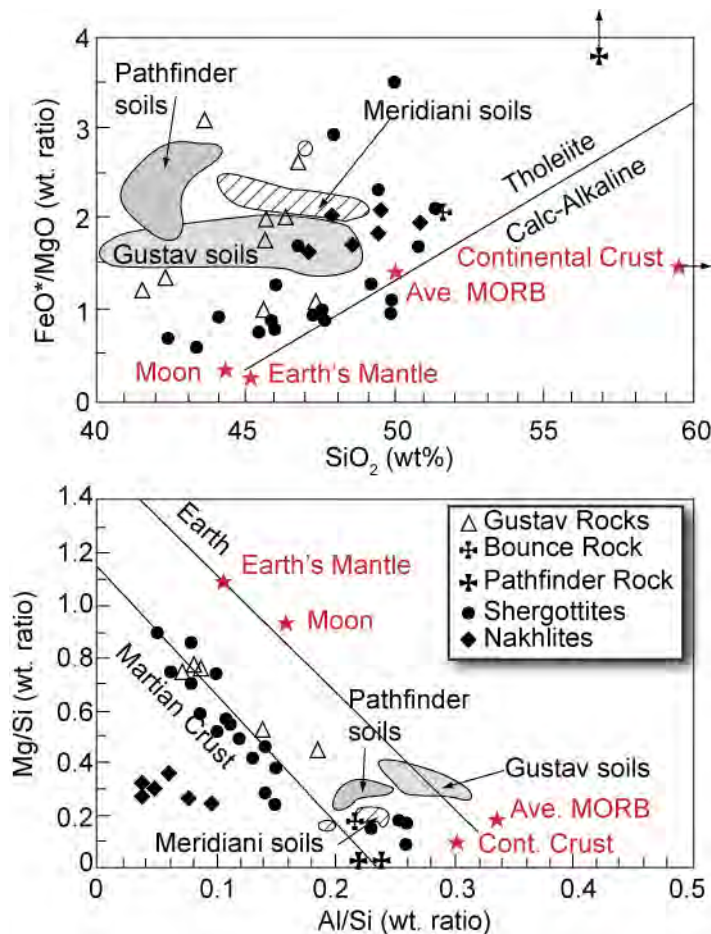 4
Pathfinder
soils
Meridiani soils
3
FeO*/MgO (wt. ratio)
Tholeiite
2
Calc-Alkaline
Gustav soils
Continental Crust
Ave. MORB
1
Moon
Earth's Mantle
0
40
45
50
55
60
SiO2 (wt%)
1.4
Earth
Gustav Rocks
1.2
Bounce Rock
Earth's Mantle
Pathfinder Rock
1.0
Moon
Shergottites
Nakhlites
0.8
Mg/Si (wt. ratio)
Martian Crust
Pathfinder
soils
0.6
Gustav soils
0.4
Ave. MORB
0.2
Meridiani soils
Cont. Crust
0
0
0.1
0.2
0.3
0.4
0.5
Al/Si (wt. ratio)